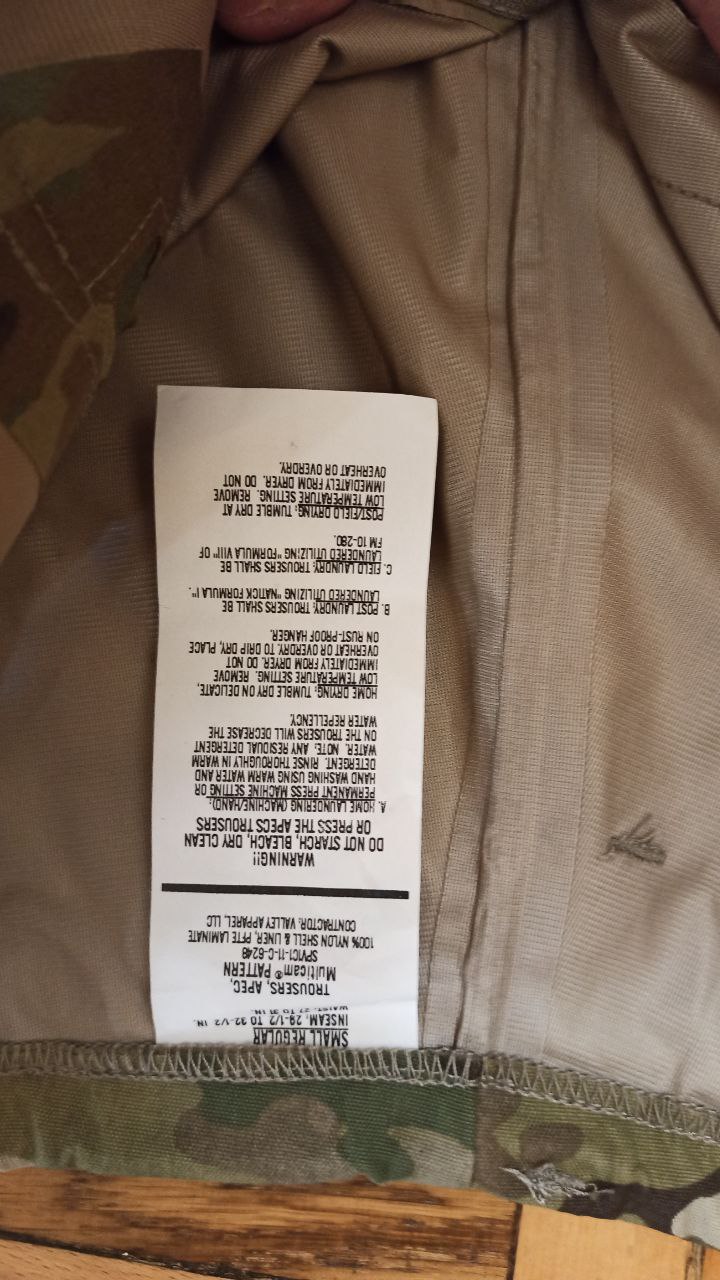 SMALL REGULAR
INSEAM, 29-1/2 TO 32-1/2 IN.
WAIST, 27 TO 31 IN.
TROUSERS, APEC,
Multicam® PATTERN
SPM1C1-11-C-6248
100% NYLON SHELL & LINER, PFTE LAMINATE
CONTRACTOR. VALLEY APPAREL, LLC
WARNING!!
DO NOT STARCH, BLEACH, DRY CLEAN
OR PRESS THE APECS TROUSERS
A. HOME LAUNDERING (MACHINE/HAND).
PERMANENT PRESS MACHINE SETTING OR
HAND WASHING USING WARM WATER AND
DETERGENT. RINSE THOROUGHLY IN WARM
WATER. NOTE. ANY RESIDUAL DETERGENT
ON THE TROUSERS WILL DECREASE THE
WATER REPELLENCY.
HOME DRYING; TUMBLE DRY ON DELICATE,
LOW TEMPERATURE SETTING. REMOVE
IMMEDIATELY FROM DRYER. DO NOT
OVERHEAT OR OVERDRY. TO DRIP DRY, PLACE
ON RUST-PROOF HANGER.
B. POST LAUNDRY; TROUSERS SHALL BE
LAUNDERED UTILIZING "NATICK FORMULA I".
C. FIELD LAUNDRY; TROUSERS SHALL BE
LAUNDERED UTILIZING "FORMULA VIII" OF
FM 10-280.
POST/FIELD DRYING; TUMBLE DRY AT
LOW TEMPERATURE SETTING. REMOVE
IMMEDIATELY FROM DRYER. DO NOT
OVERHEAT OR OVERDRY.